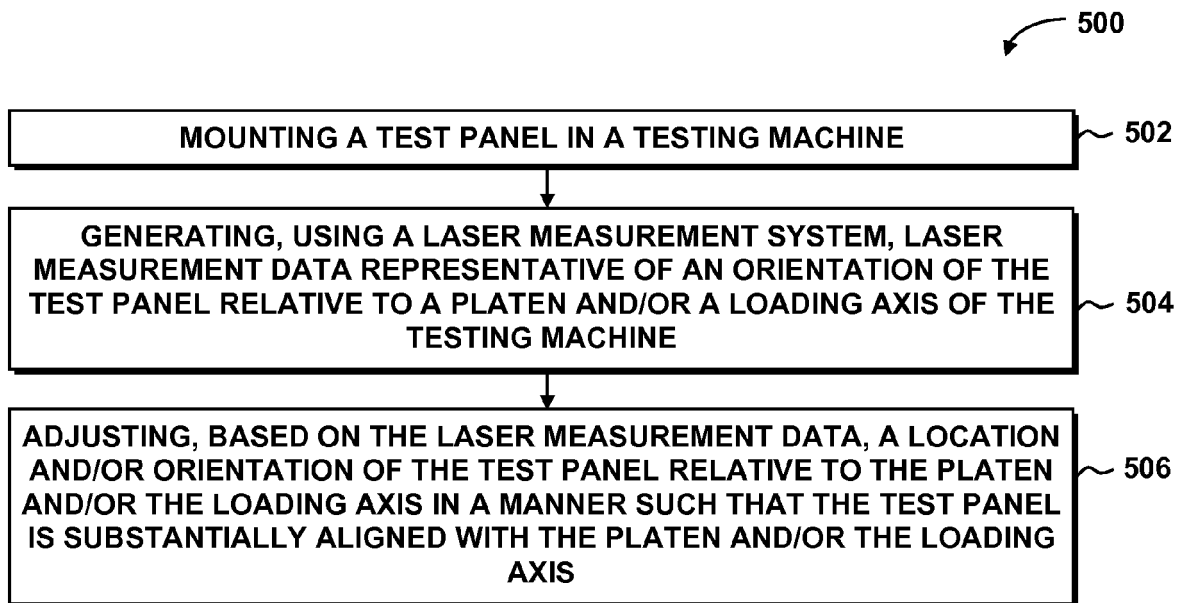 500
MOUNTING A TEST PANEL IN A TESTING MACHINE
502
GENERATING, USING A LASER MEASUREMENT SYSTEM, LASER
MEASUREMENT DATA REPRESENTATIVE OF AN ORIENTATION OF THE
TEST PANEL RELATIVE TO A PLATEN AND/OR A LOADING AXIS OF THE
TESTING MACHINE
504
ADJUSTING, BASED ON THE LASER MEASUREMENT DATA, A LOCATION
AND/OR ORIENTATION OF THE TEST PANEL RELATIVE TO THE PLATEN
AND/OR THE LOADING AXIS IN A MANNER SUCH THAT THE TEST PANEL
IS SUBSTANTIALLY ALIGNED WITH THE PLATEN AND/OR THE LOADING
AXIS
506